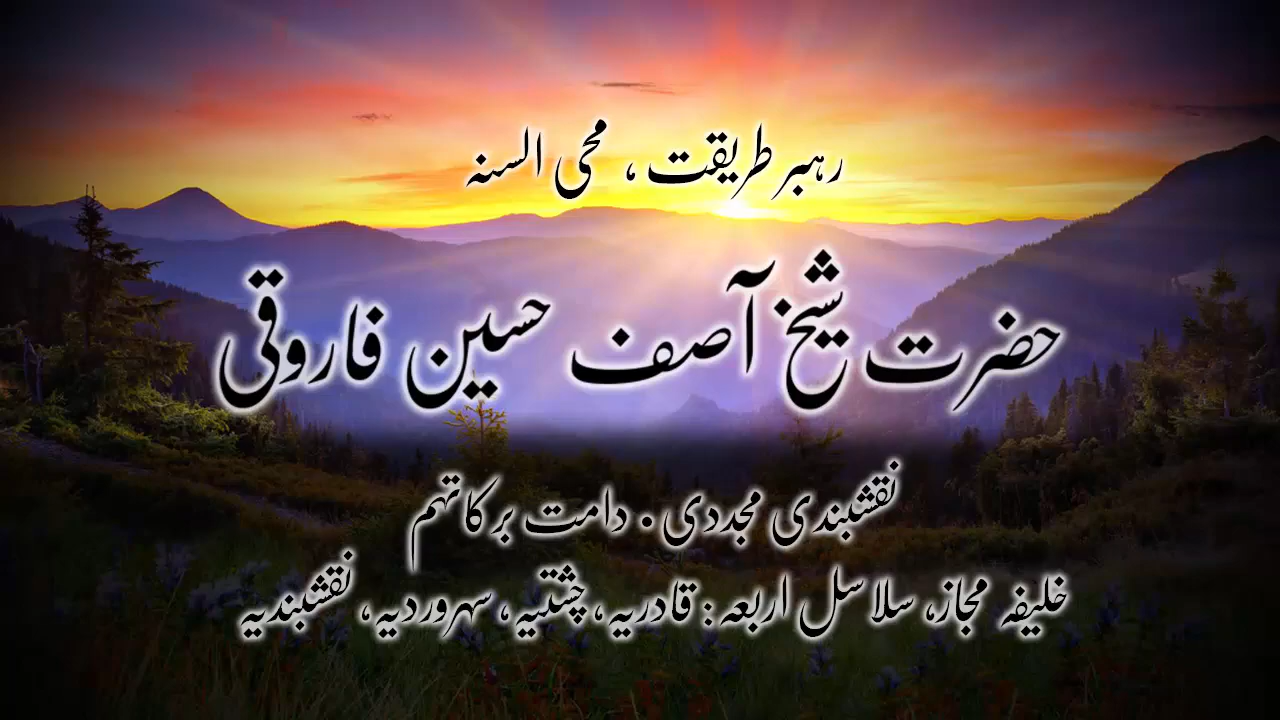 رہبر طریقت ، محی السنہ
حضرت شیخ آصف حسین فاروقی
نقشبندی مجددی . دامت برکاتہم
خلیفہ مجاز، سلاسل اربعہ: قادریہ، چشتیہ، سہروردیہ، نقشبندیہ